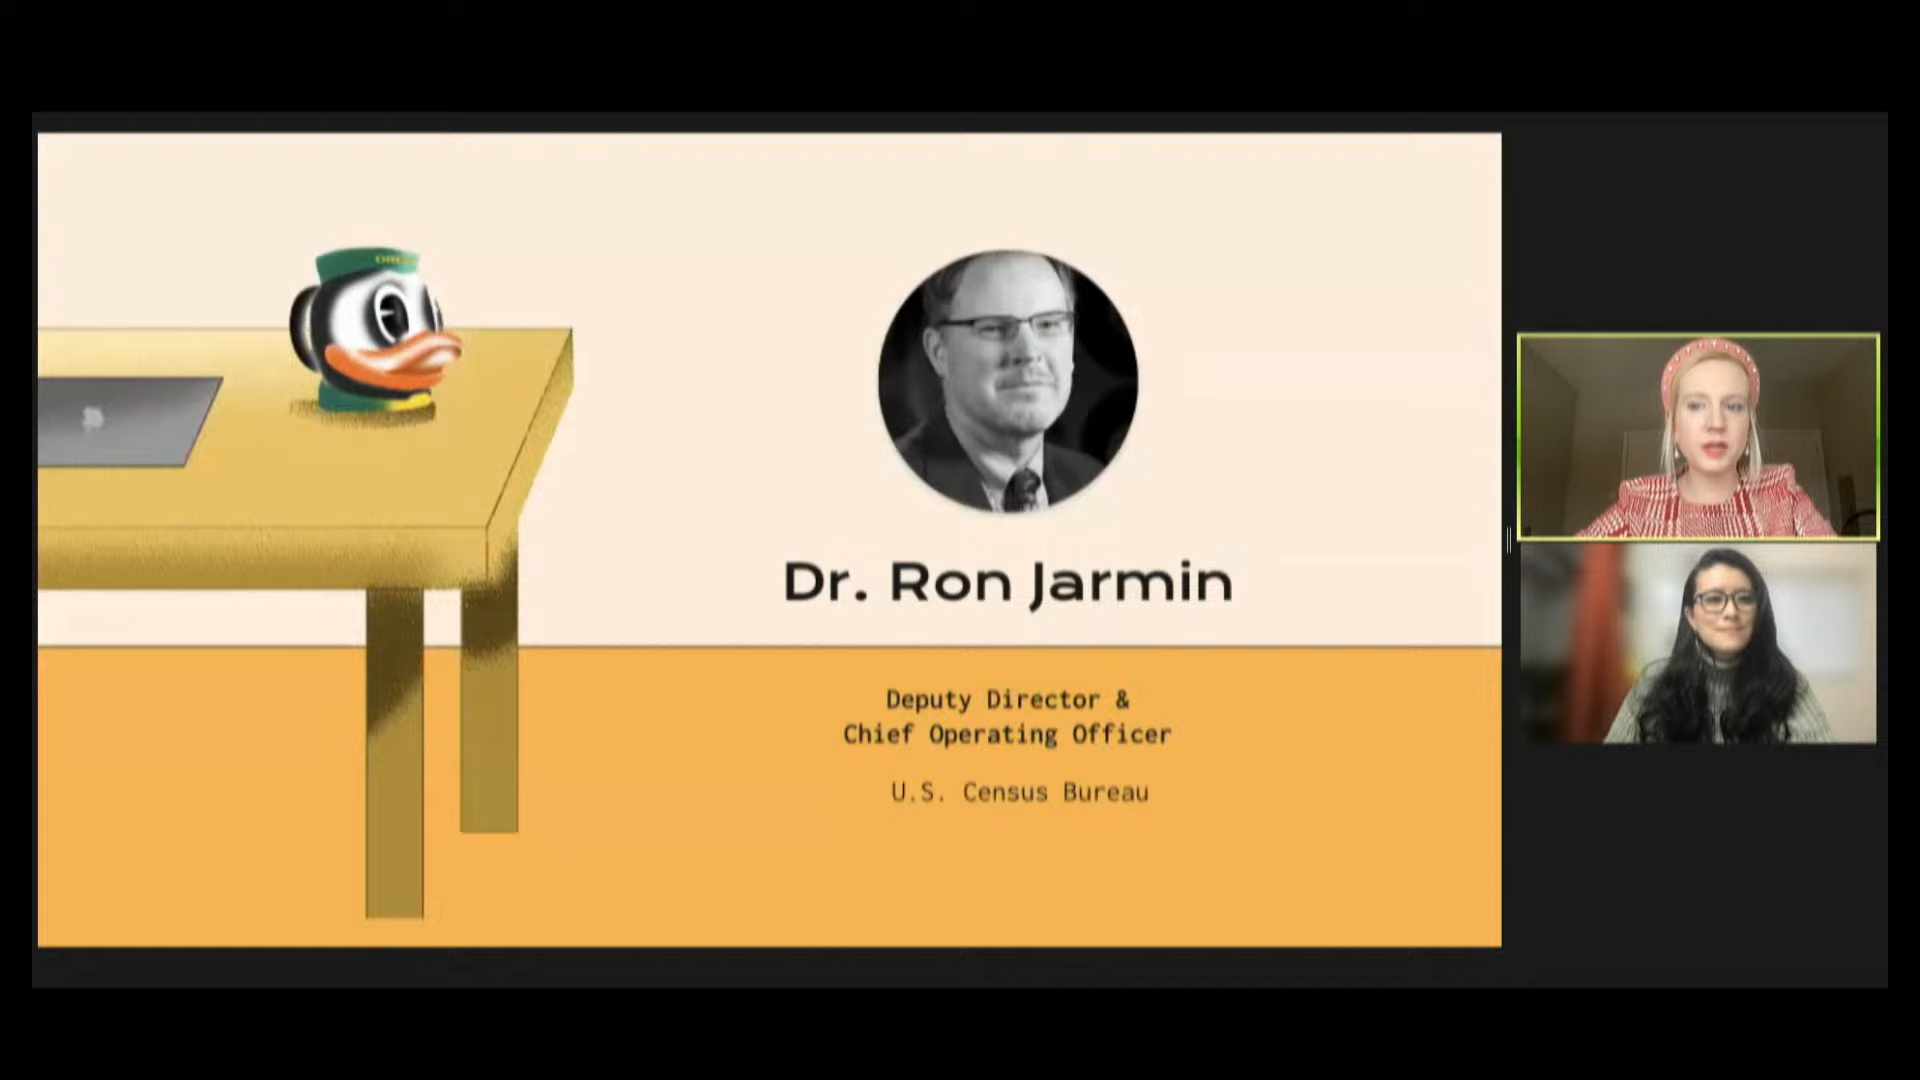 Dr. Ron Jarmin
Deputy Director &
Chief Operating Officer
U.S. Census Bureau